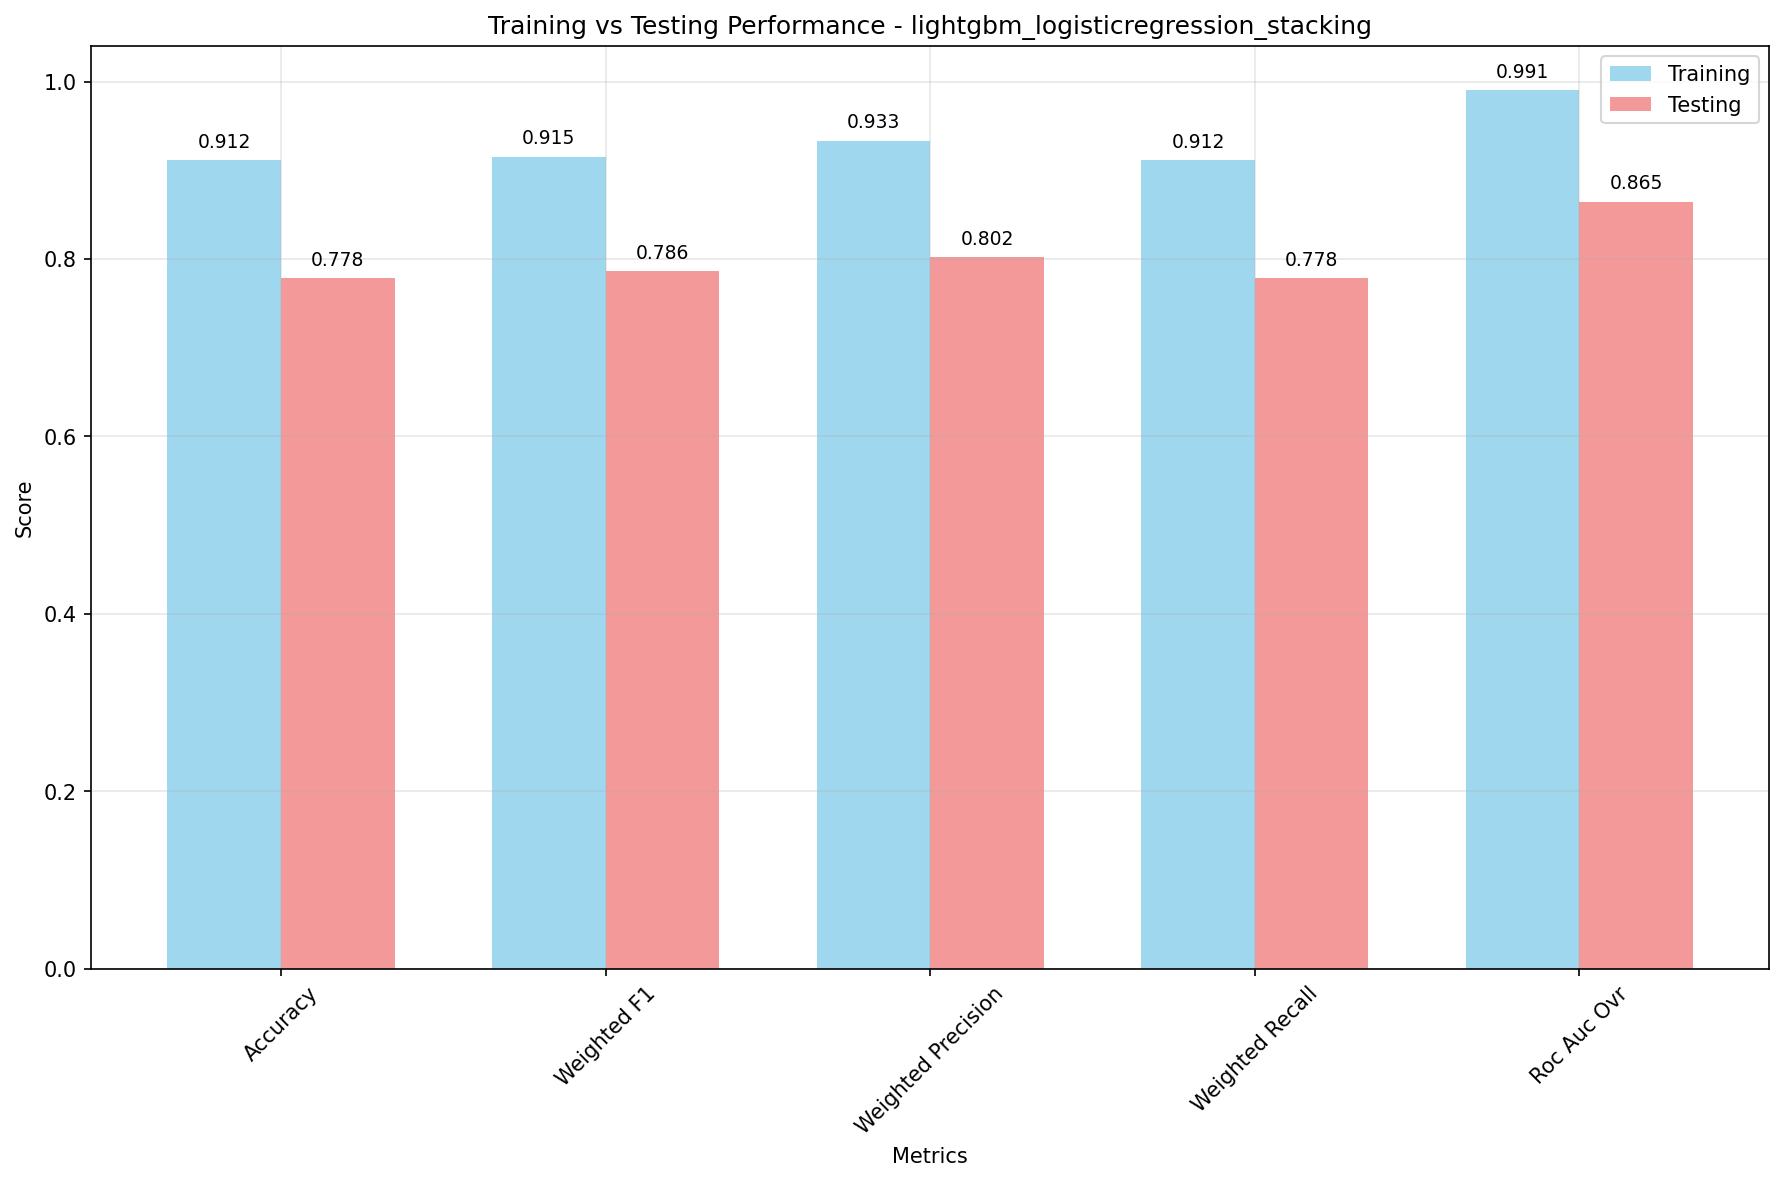 Training vs Testing Performance - lightgbm_logisticregression_stacking
Training
Testing
0.912
0.778
0.915
0.786
0.933
0.802
0.912
0.778
0.991
0.865
1.0
0.8
0.6
0.4
0.2
0.0
Score
Accuracy
Weighted F1
Weighted Precision
Weighted Recall
Roc Auc Ovr
Metrics